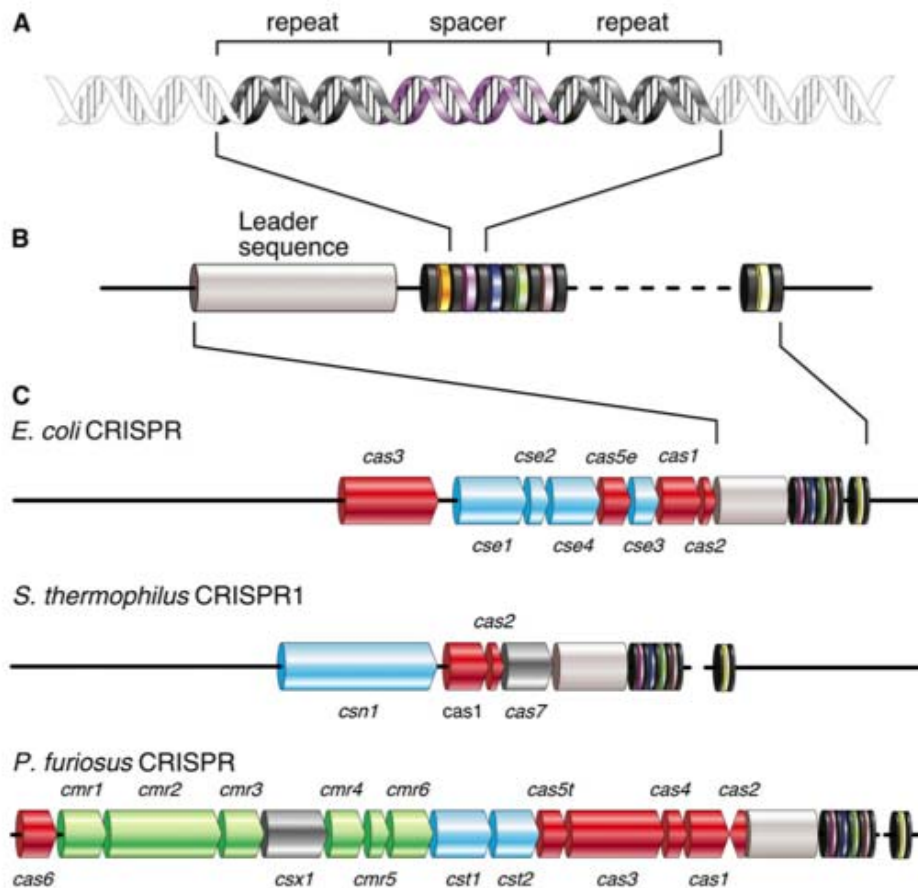 A
repeat spacer repeat
B
Leader
sequence
C
E. coli CRISPR
cas3 cse2 cas5e cas1
cse1 cse4 cse3 cas2
S. thermophilus CRISPR1
cas2
csn1 cas1 cas7
P. furiosus CRISPR
cmr1 cmr2 cmr3 cmr4 cmr6 cas5t cas4 cas2
cas6 csx1 cmr5 cst1 cst2 cas3 cas1